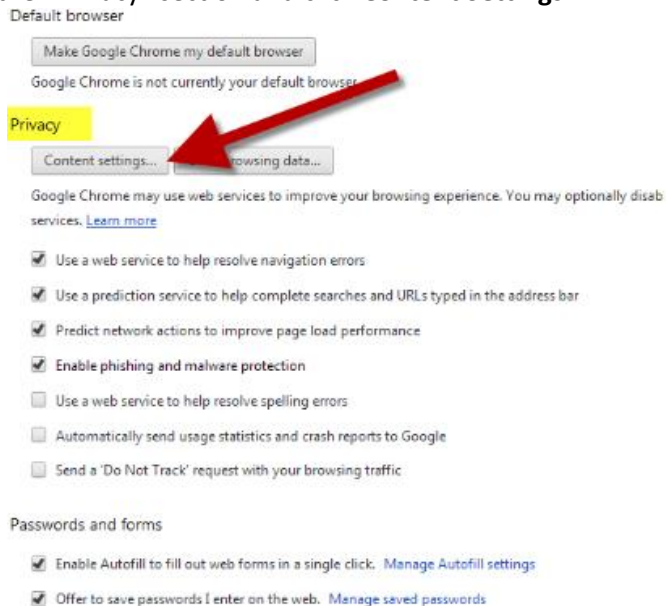 Default browser
Make Google Chrome my default browser
Google Chrome is not currently your default browser
Privacy
Content settings... rowsing data...
Google Chrome may use web services to improve your browsing experience. You may optionally disab
services. Learn more
Use a web service to help resolve navigation errors
Use a prediction service to help complete searches and URLs typed in the address bar
Predict network actions to improve page load performance
Enable phishing and malware protection
Use a web service to help resolve spelling errors
Automatically send usage statistics and crash reports to Google
Send a 'Do Not Track' request with your browsing traffic
Passwords and forms
Enable Autofill to fill out web forms in a single click. Manage Autofill settings
Offer to save passwords I enter on the web. Manage saved passwords